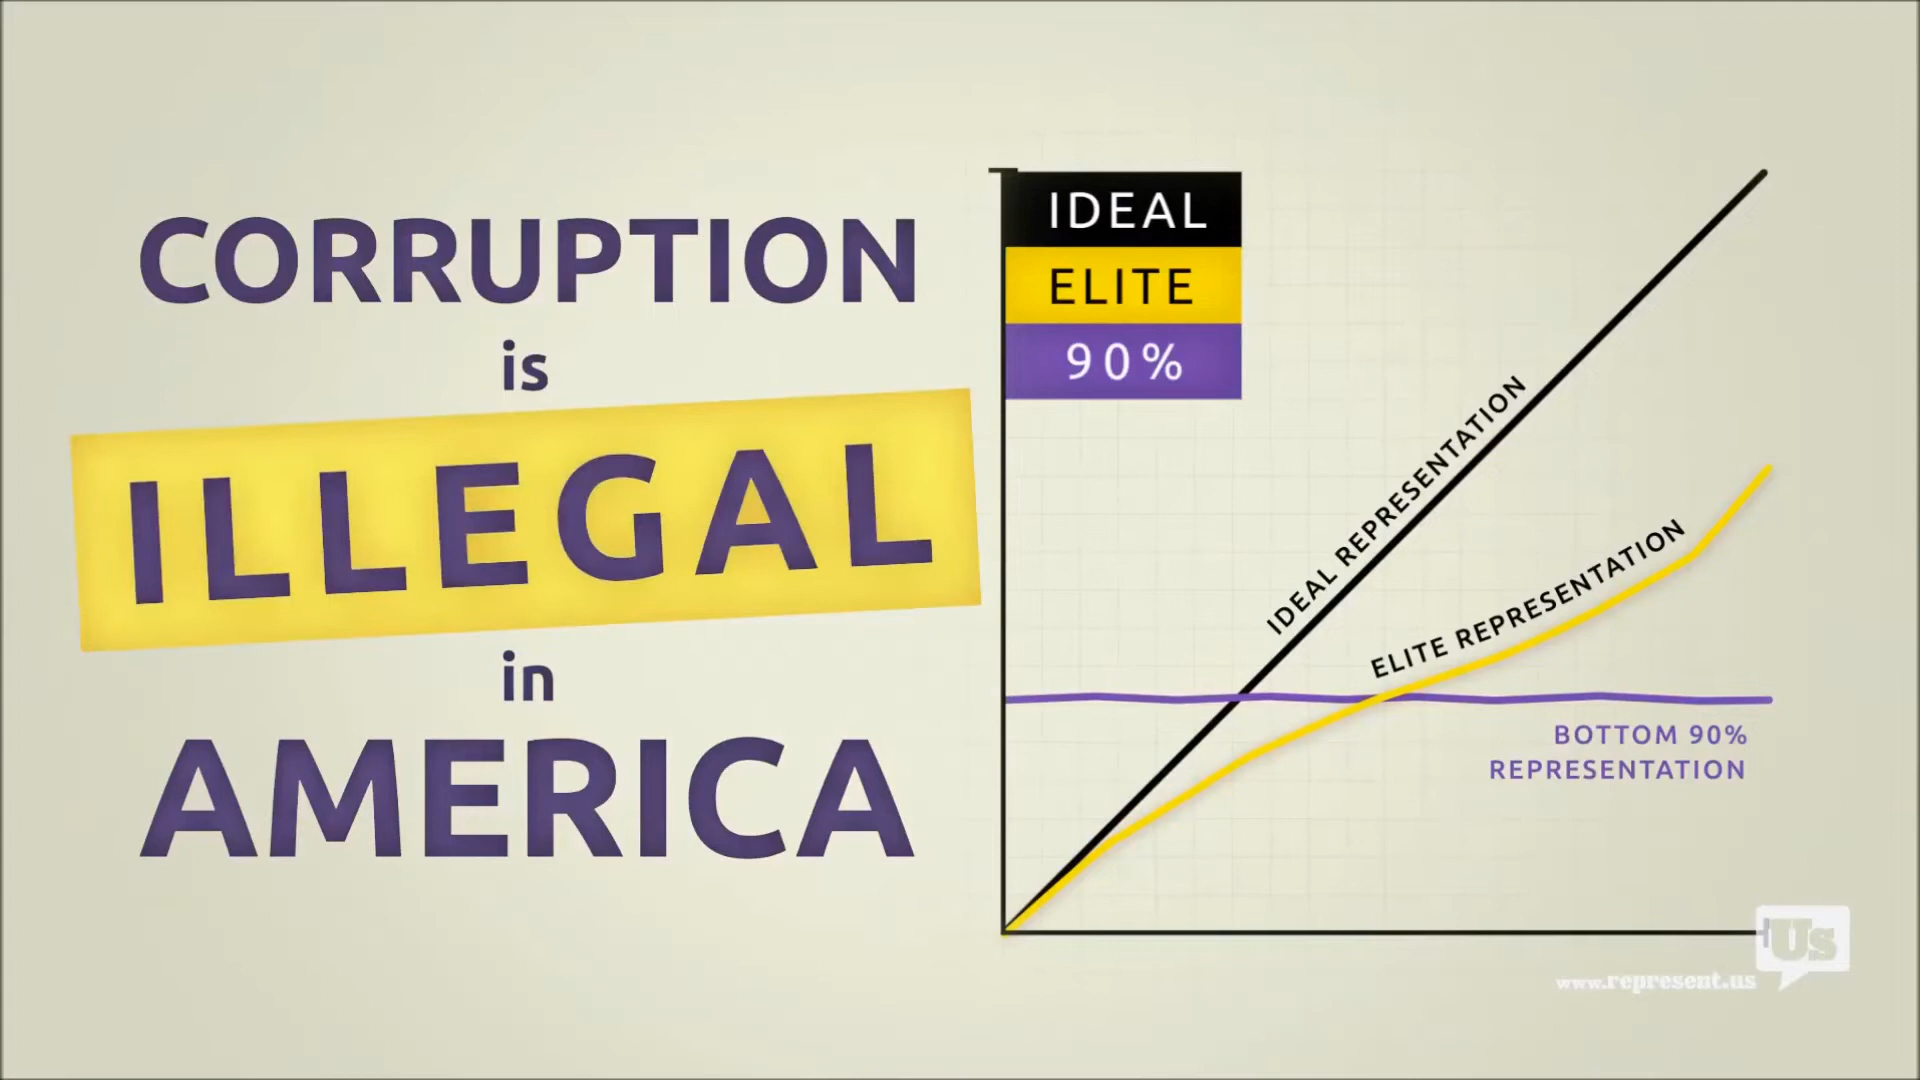 CORRUPTION
is
ILLEGAL
in
AMERICA
IDEAL
ELITE
90%
IDEAL REPRESENTATION
ELITE REPRESENTATION
BOTTOM 90%
REPRESENTATION
Us
www.represent.us